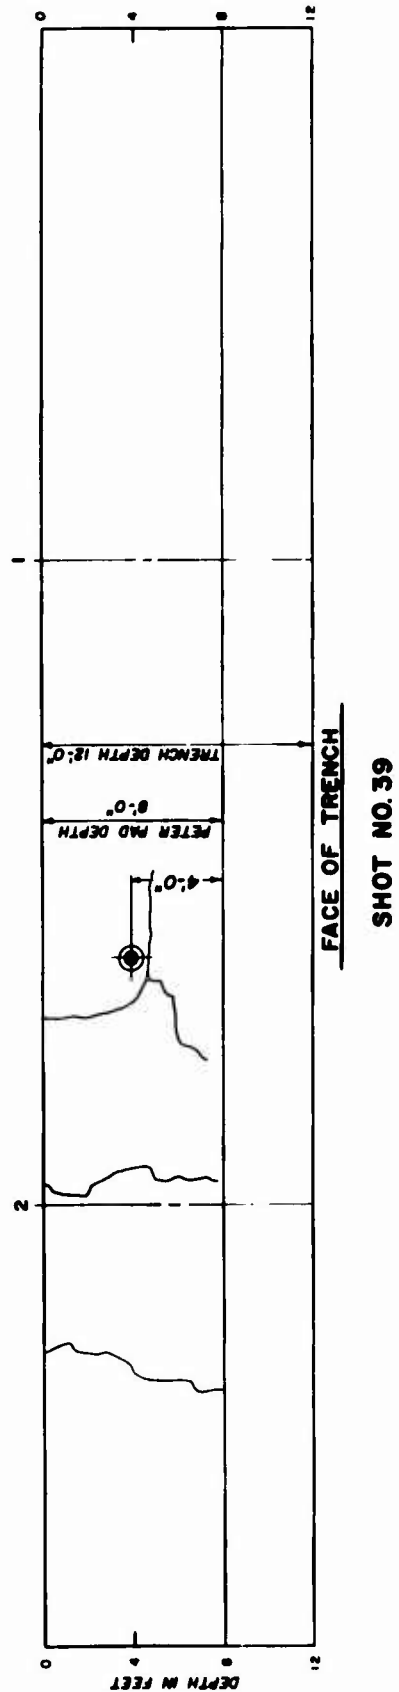 0
4
8
12
1
TRENCH DEPTH 12'-0"
PETER PAD DEPTH
8'-0"
4'-0"
FACE OF TRENCH
SHOT NO. 39
2
0
4
8
12
DEPTH IN FEET